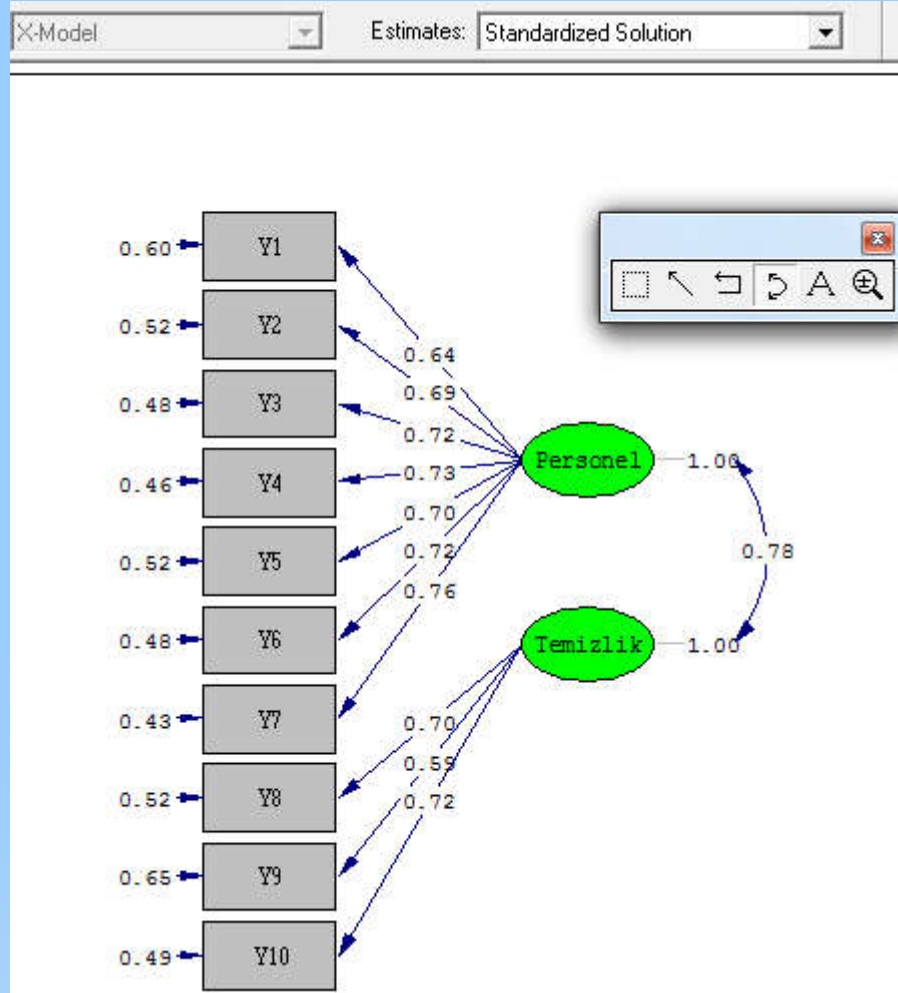 X-Model Estimates: Standardized Solution
0.60 Y1
0.52 Y2
0.64
0.69
0.48 Y3
0.72
Personel 1.00
0.46 Y4
0.73
0.70
0.52 Y5
0.72
0.78
0.76
0.48 Y6
Temizlik 1.00
0.43 Y7
0.70
0.59
0.52 Y8
0.72
0.65 Y9
0.49 Y10
A